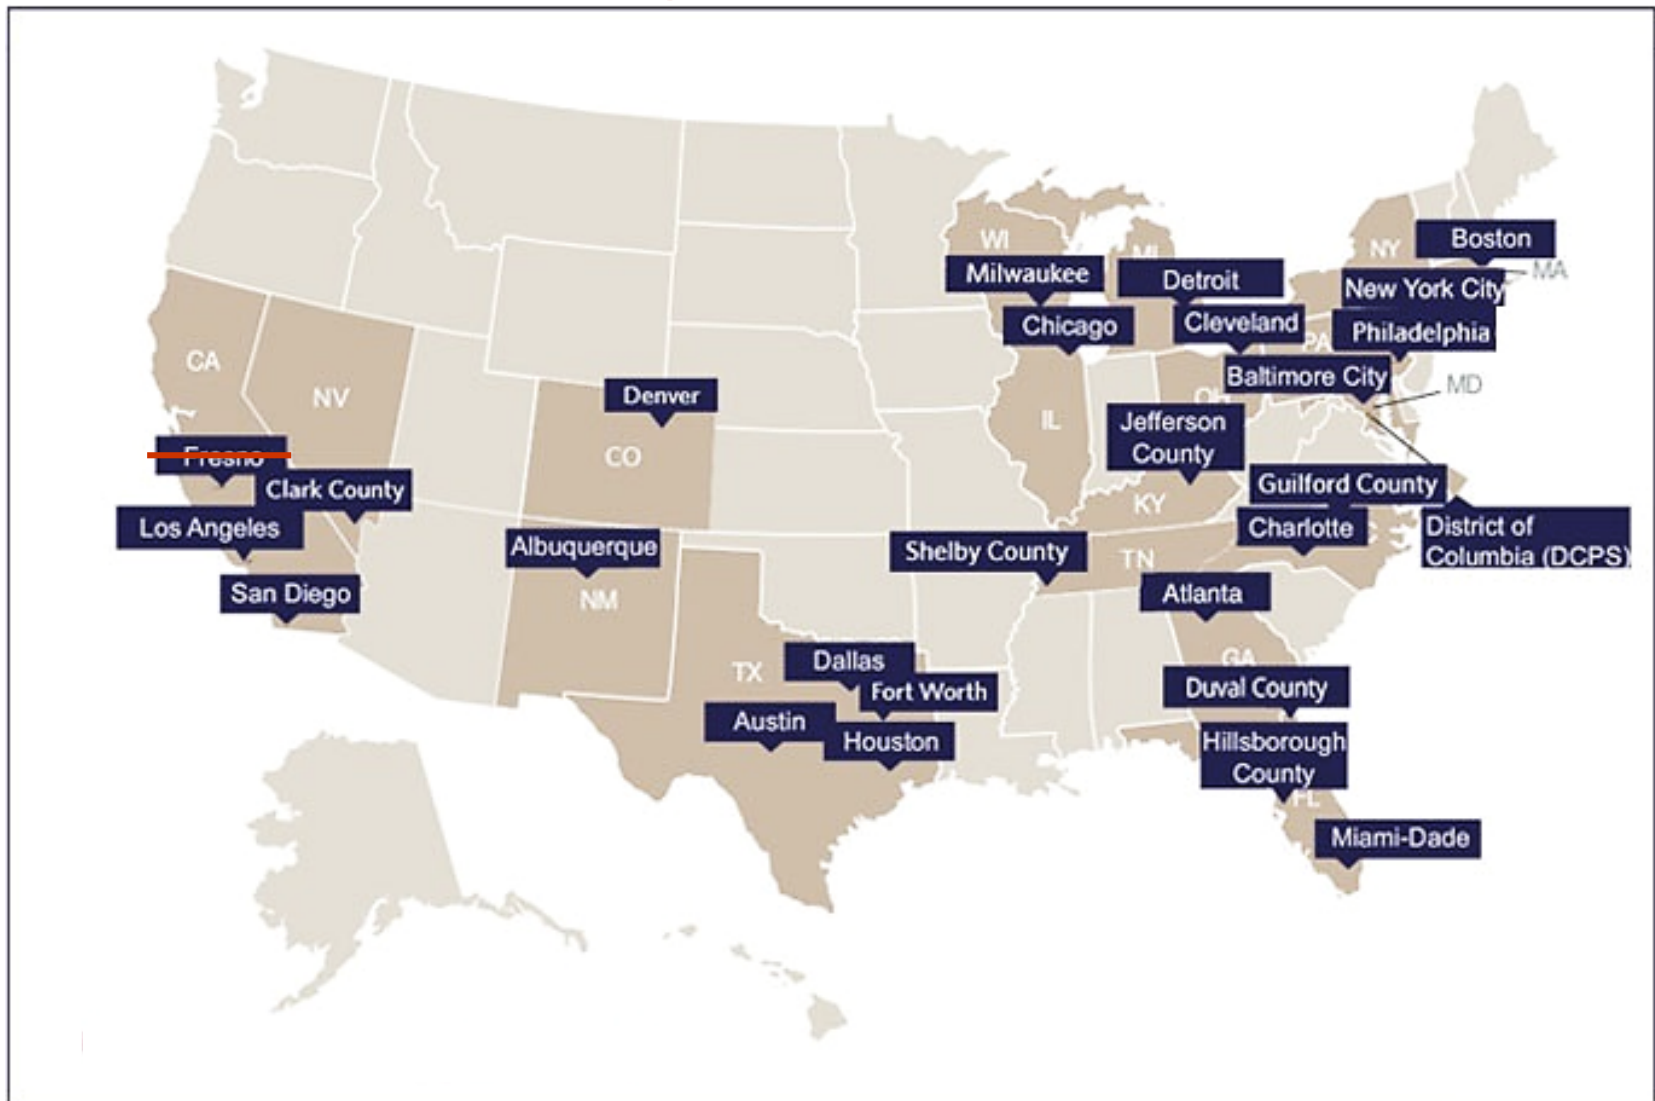 WI
MI
NY
Boston
MA
Milwaukee
Detroit
New York City
Chicago
Cleveland
PA
Philadelphia
CA
Baltimore City
MD
NV
Denver
OH
IL
Jefferson
County
CO
Fresno
Clark County
KY
Guilford County
Los Angeles
Charlotte
District of
Columbia (DCPS)
Albuquerque
Shelby County
TN
San Diego
NM
Atlanta
TX
Dallas
GA
Fort Worth
Duval County
Austin
Houston
Hillsborough
County
FL
Miami-Dade